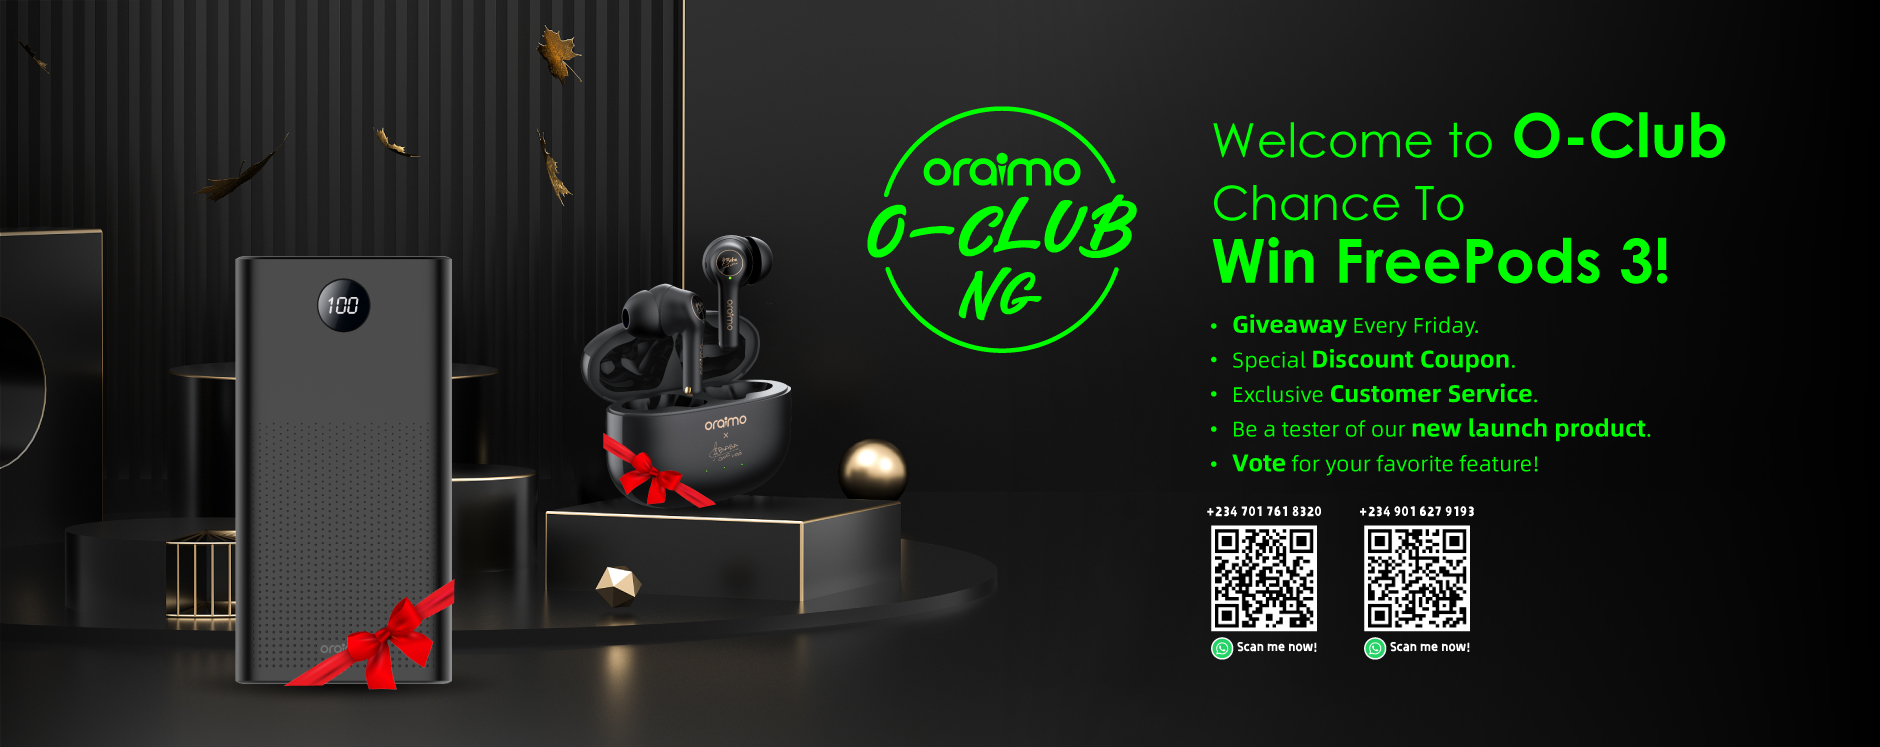 100
orai
oraimo
oraimo
x
oraimo
O-CLUB
NG
Welcome to O-Club
Chance To
Win FreePods 3!
• Giveaway Every Friday.
• Special Discount Coupon.
• Exclusive Customer Service.
• Be a tester of our new launch product.
• Vote for your favorite feature!
+234 701 761 8320
+234 901 627 9193
Scan me now!
Scan me now!